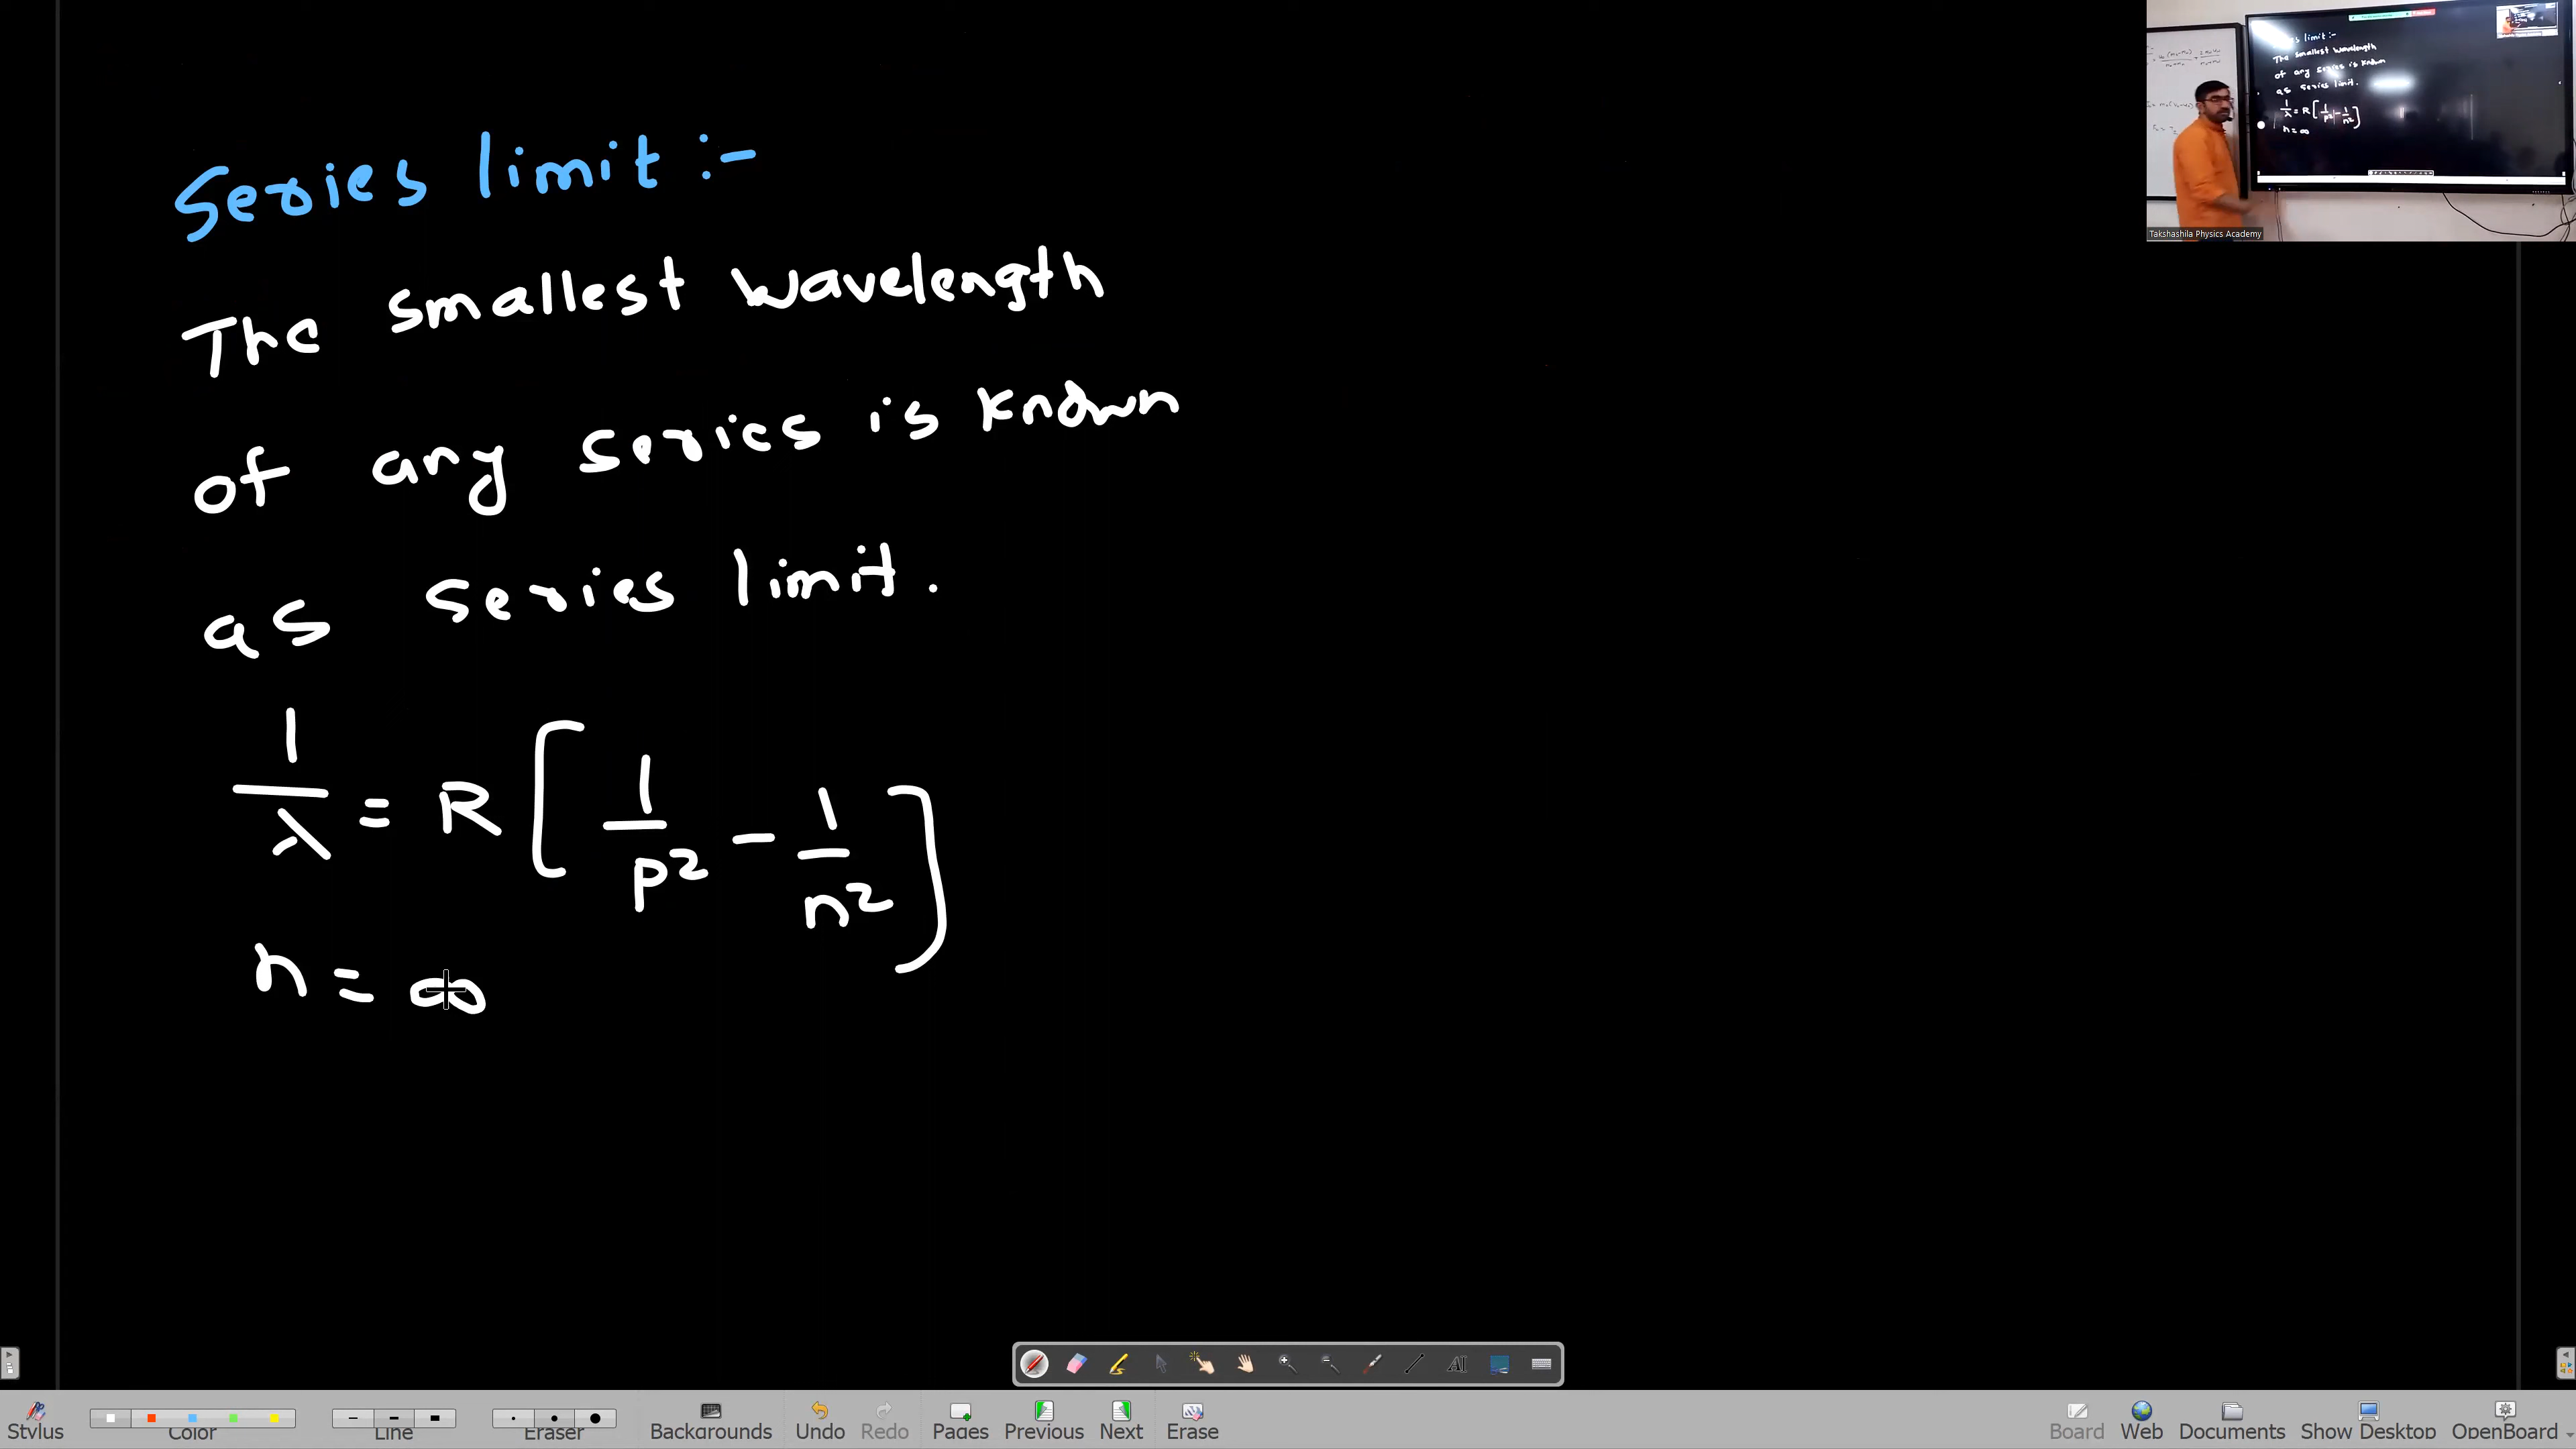 Series limit :-
The smallest wavelength
of any series is known
as series limit.
1/λ = R [ 1/p² - 1/n² ]
n = ∞
Takshashila Physics Academy
Stylus Color Line Eraser Backgrounds Undo Redo Pages Previous Next Erase Board Web Documents Show Desktop OpenBoard